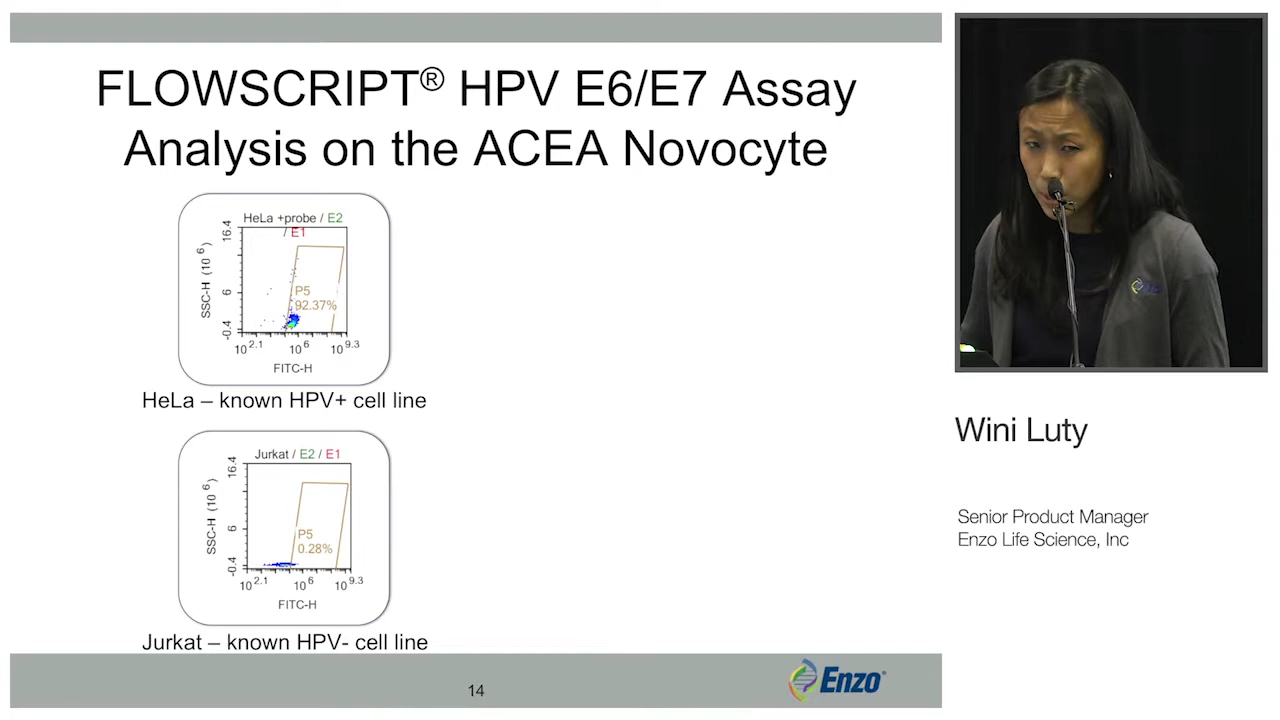 FLOWSCRIPT® HPV E6/E7 Assay
Analysis on the ACEA Novocyte
HeLa +probe / E2
/ E1
16.4
6
-0.4
SSC-H (10 6)
P5
92.37%
10 2.1
10 6
10 9.3
FITC-H
HeLa – known HPV+ cell line
Jurkat / E2 / E1
16.4
6
-0.4
SSC-H (10 6)
P5
0.28%
10 2.1
10 6
10 9.3
FITC-H
Jurkat – known HPV- cell line
14
Enzo®
Wini Luty
Senior Product Manager
Enzo Life Science, Inc